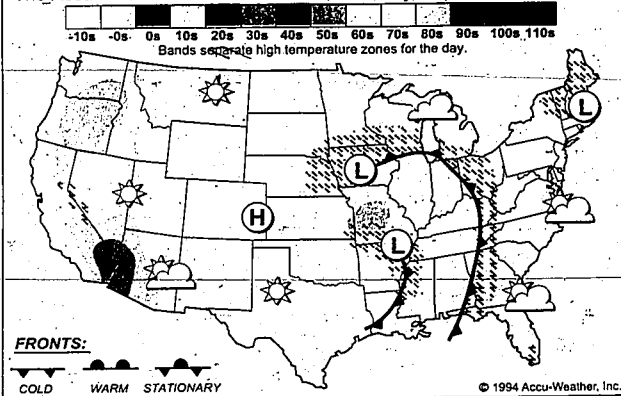 -10s -0s 0s 10s 20s 30s 40s 50s 60s 70s 80s 90s 100s 110s
Bands separate high temperature zones for the day.
L
L
H
L
FRONTS:
COLD WARM STATIONARY
© 1994 Accu-Weather, Inc.